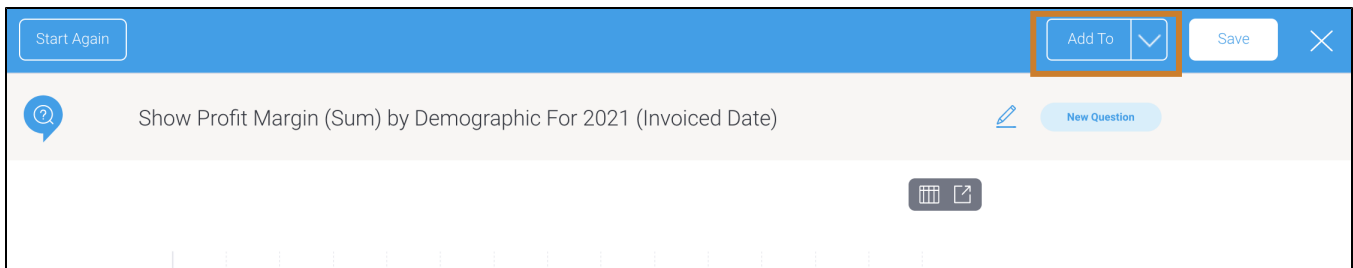 Start Again
Add To
Save
Show Profit Margin (Sum) by Demographic For 2021 (Invoiced Date)
New Question